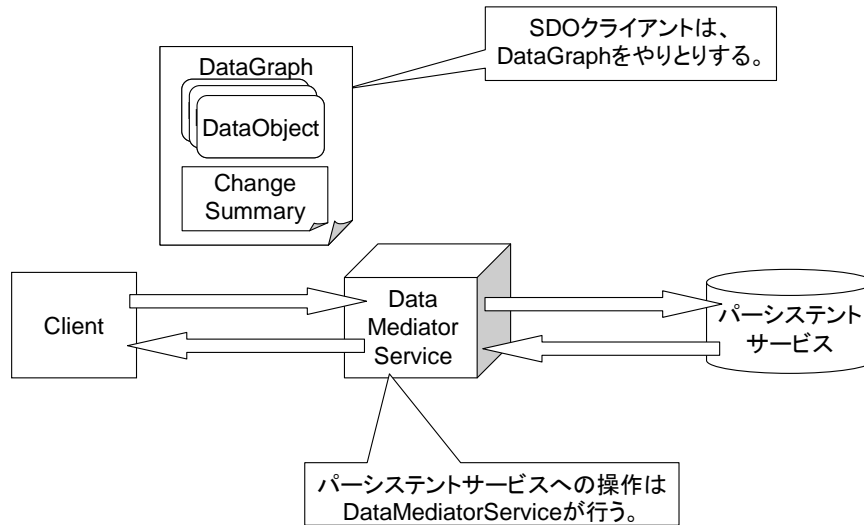 SDOクライアントは、
DataGraphをやりとりする。
DataGraph
DataObject
Change
Summary
Client
Data
Mediator
Service
パーシステント
サービス
パーシステントサービスへの操作は
DataMediatorServiceが行う。